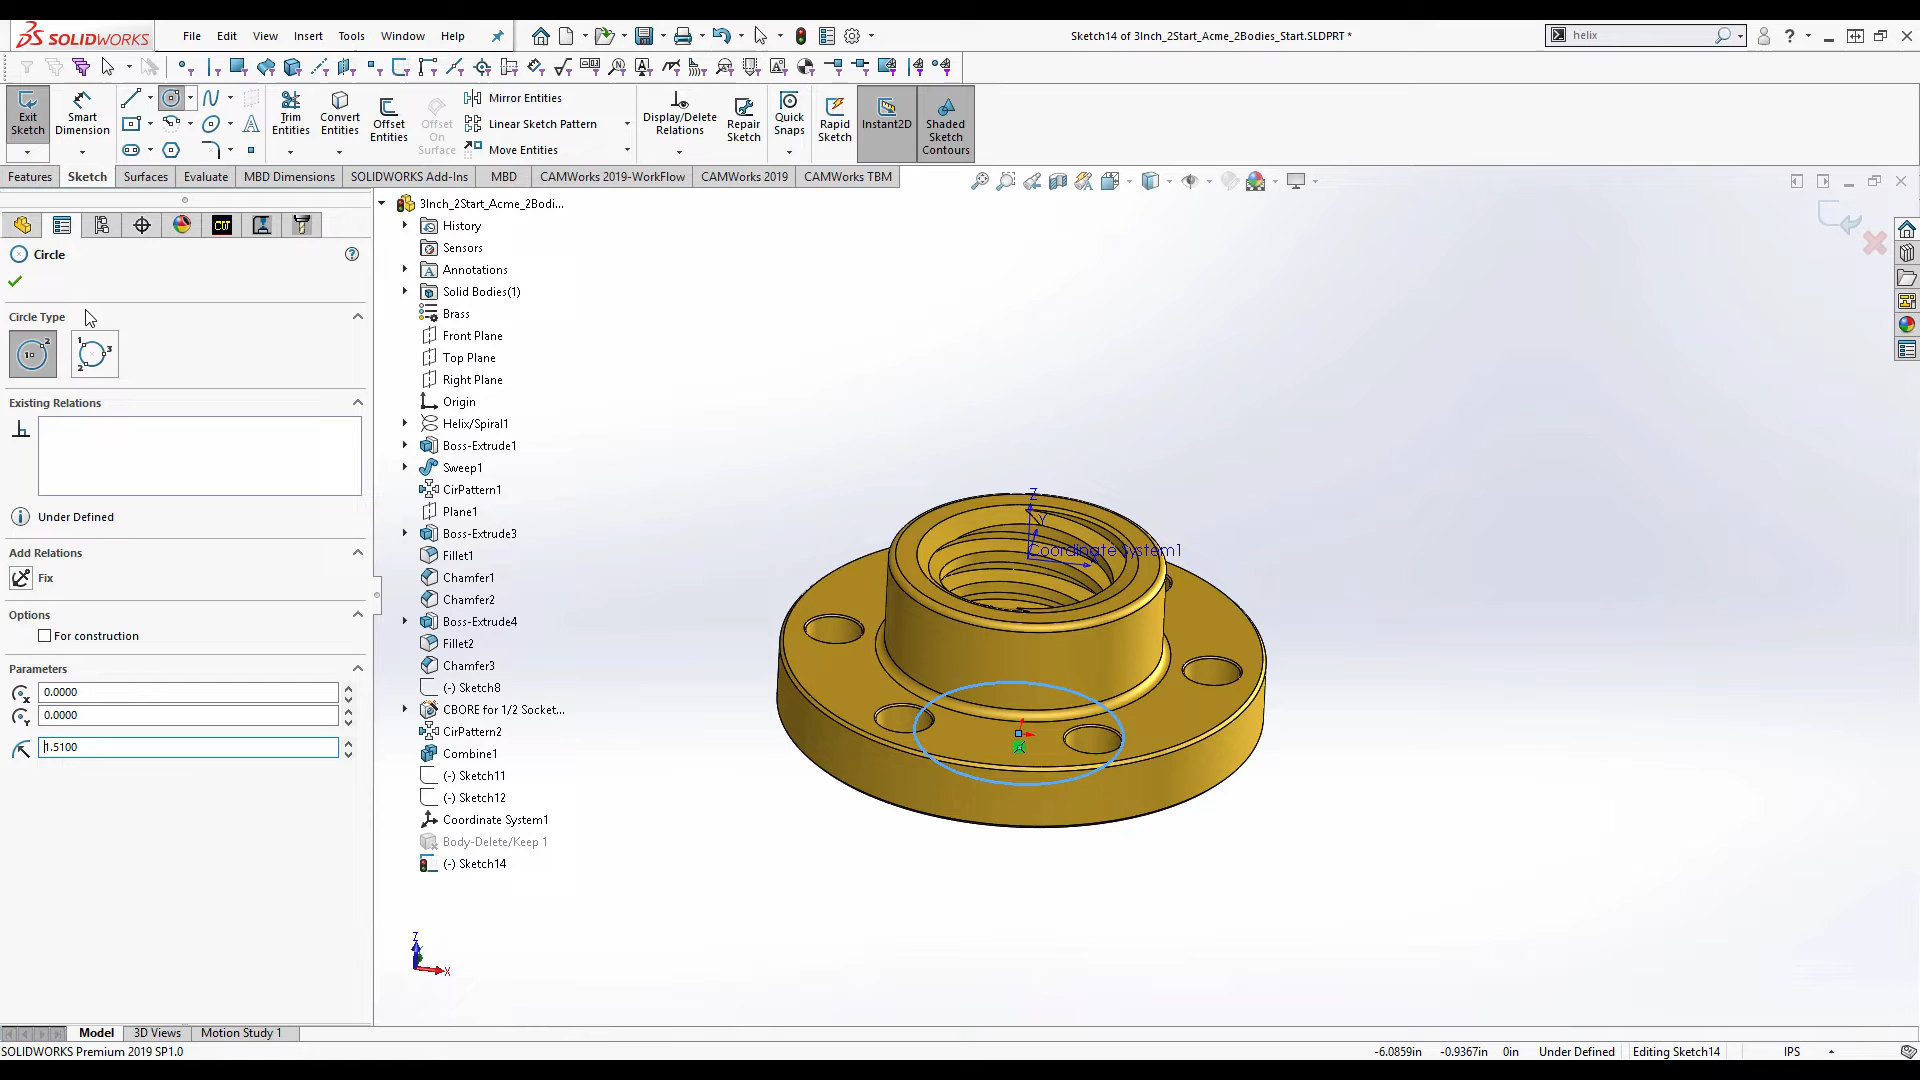 SOLIDWORKS
File Edit View Insert Tools Window Help
Sketch14 of 3Inch_2Start_Acme_2Bodies_Start.SLDPRT *
helix
Exit Sketch
Smart Dimension
Trim Entities
Convert Entities
Offset Entities
Offset On Surface
Mirror Entities
Linear Sketch Pattern
Move Entities
Display/Delete Relations
Repair Sketch
Quick Snaps
Rapid Sketch
Instant2D
Shaded Sketch Contours
Features Sketch Surfaces Evaluate MBD Dimensions SOLIDWORKS Add-Ins MBD CAMWorks 2019-WorkFlow CAMWorks 2019 CAMWorks TBM
Circle
Circle Type
Existing Relations
Under Defined
Add Relations
Fix
Options
For construction
Parameters
0.0000
0.0000
1.5100
3Inch_2Start_Acme_2Bodi...
History
Sensors
Annotations
Solid Bodies(1)
Brass
Front Plane
Top Plane
Right Plane
Origin
Helix/Spiral1
Boss-Extrude1
Sweep1
CirPattern1
Plane1
Boss-Extrude3
Fillet1
Chamfer1
Chamfer2
Boss-Extrude4
Fillet2
Chamfer3
(-) Sketch8
CBORE for 1/2 Socket...
CirPattern2
Combine1
(-) Sketch11
(-) Sketch12
Coordinate System1
Body-Delete/Keep 1
(-) Sketch14
Z
Y
Coordinate System1
X
Z
X
Model 3D Views Motion Study 1
SOLIDWORKS Premium 2019 SP1.0
-6.0859in -0.9367in 0in Under Defined Editing Sketch14 IPS